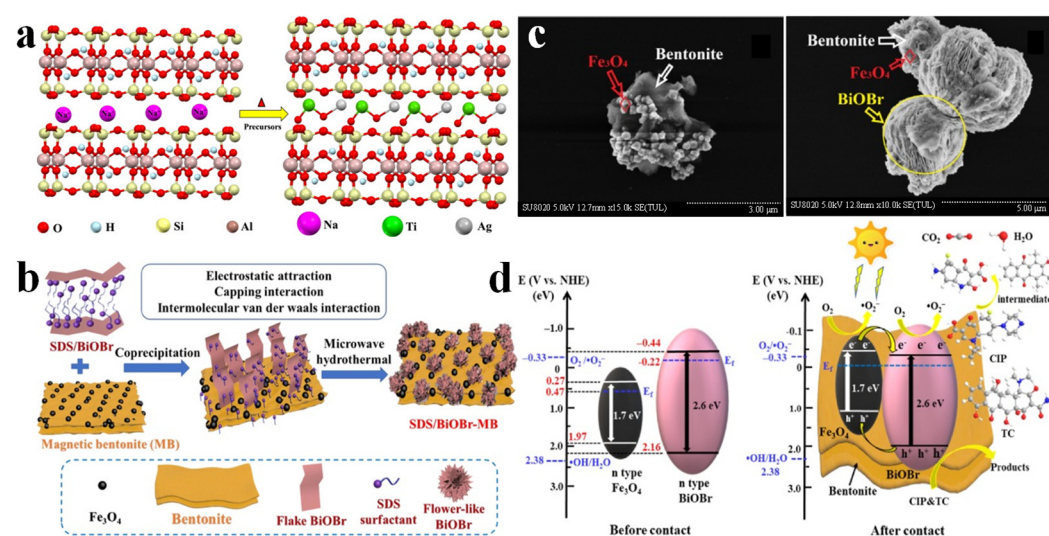 a
Na Na Na Na
Δ
Precursors
O H Si Al Na Ti Ag
b
SDS/BiOBr
Electrostatic attraction
Capping interaction
Intermolecular van der waals interaction
Coprecipitation
Microwave
hydrothermal
Magnetic bentonite (MB)
SDS/BiOBr-MB
Fe₃O₄
Bentonite
Flake BiOBr
SDS
surfactant
Flower-like
BiOBr
c
Fe₃O₄
Bentonite
SU8020 5.0kV 12.7mm x15.0k SE(TUL)
3.00 μm
Bentonite
Fe₃O₄
BiOBr
SU8020 5.0kV 12.8mm x10.0k SE(TUL)
5.00 μm
d
E (V vs. NHE)
(eV)
-1.0
-0.33
0
1.0
2.0
2.38
3.0
O₂/•O₂⁻
•OH/H₂O
0.27
0.47
1.97
-0.44
-0.22
2.16
Ef
Ef
1.7 eV
2.6 eV
n type
Fe₃O₄
n type
BiOBr
Before contact
E (V vs. NHE)
(eV)
-0.1
O₂/•O₂⁻
-0.33
0
1.0
2.0
•OH/H₂O
2.38
3.0
O₂ •O₂⁻ O₂ •O₂⁻
e⁻ e⁻ e⁻ e⁻ e⁻
Ef
1.7 eV
2.6 eV
h⁺ h⁺
h⁺ h⁺ h⁺
Fe₃O₄
BiOBr
Bentonite
CO₂
H₂O
intermediate
CIP
TC
Products
CIP&TC
After contact